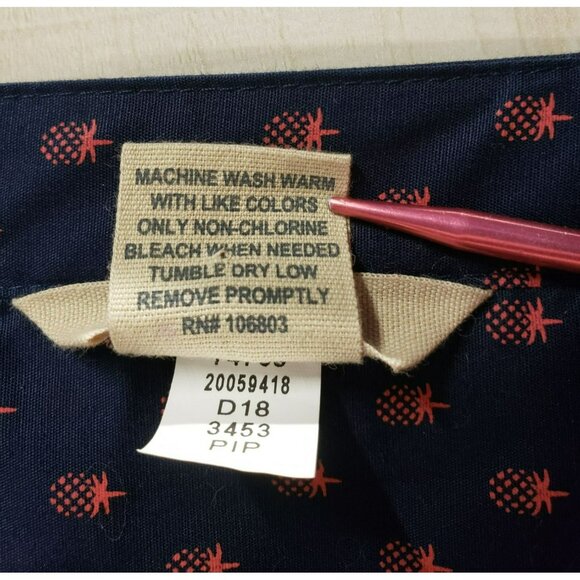 MACHINE WASH WARM
WITH LIKE COLORS
ONLY NON-CHLORINE
BLEACH WHEN NEEDED
TUMBLE DRY LOW
REMOVE PROMPTLY
RN# 106803
20059418
D18
3453
PIP